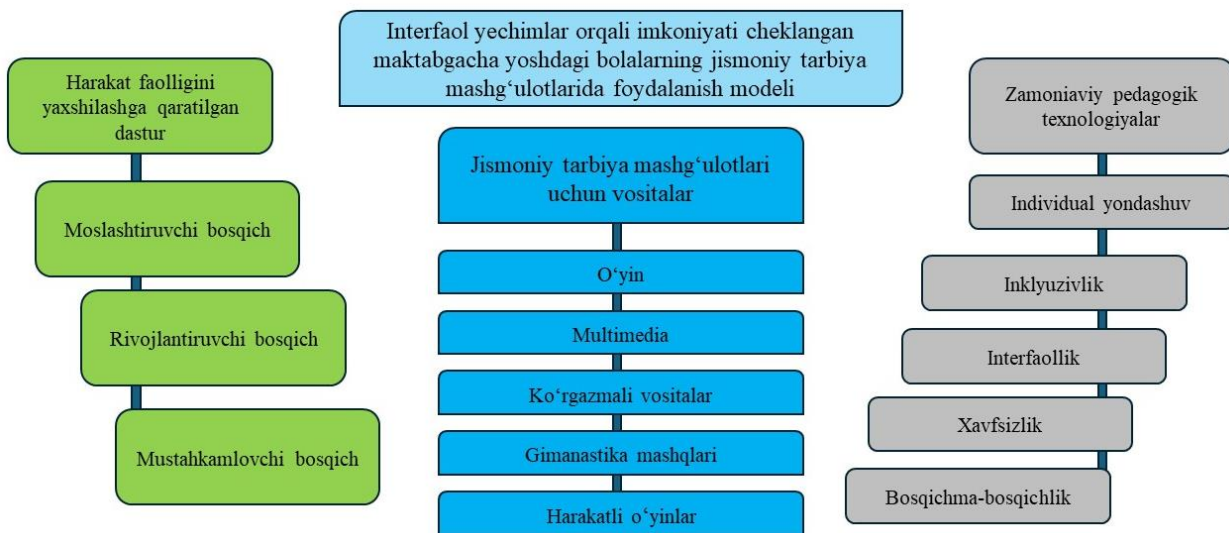 Interfaol yechimlar orqali imkoniyati cheklangan
maktabgacha yoshdagi bolalarning jismoniy tarbiya
mashg‘ulotlarida foydalanish modeli
Harakat faolligini
yaxshilashga qaratilgan
dastur
Moslashtiruvchi bosqich
Rivojlantiruvchi bosqich
Mustahkamlovchi bosqich
Jismoniy tarbiya mashg‘ulotlari
uchun vositalar
O‘yin
Multimedia
Ko‘rgazmali vositalar
Gimanastika mashqlari
Harakatli o‘yinlar
Zamoniaviy pedagogik
texnologiyalar
Individual yondashuv
Inklyuzivlik
Interfaollik
Xavfsizlik
Bosqichma-bosqichlik